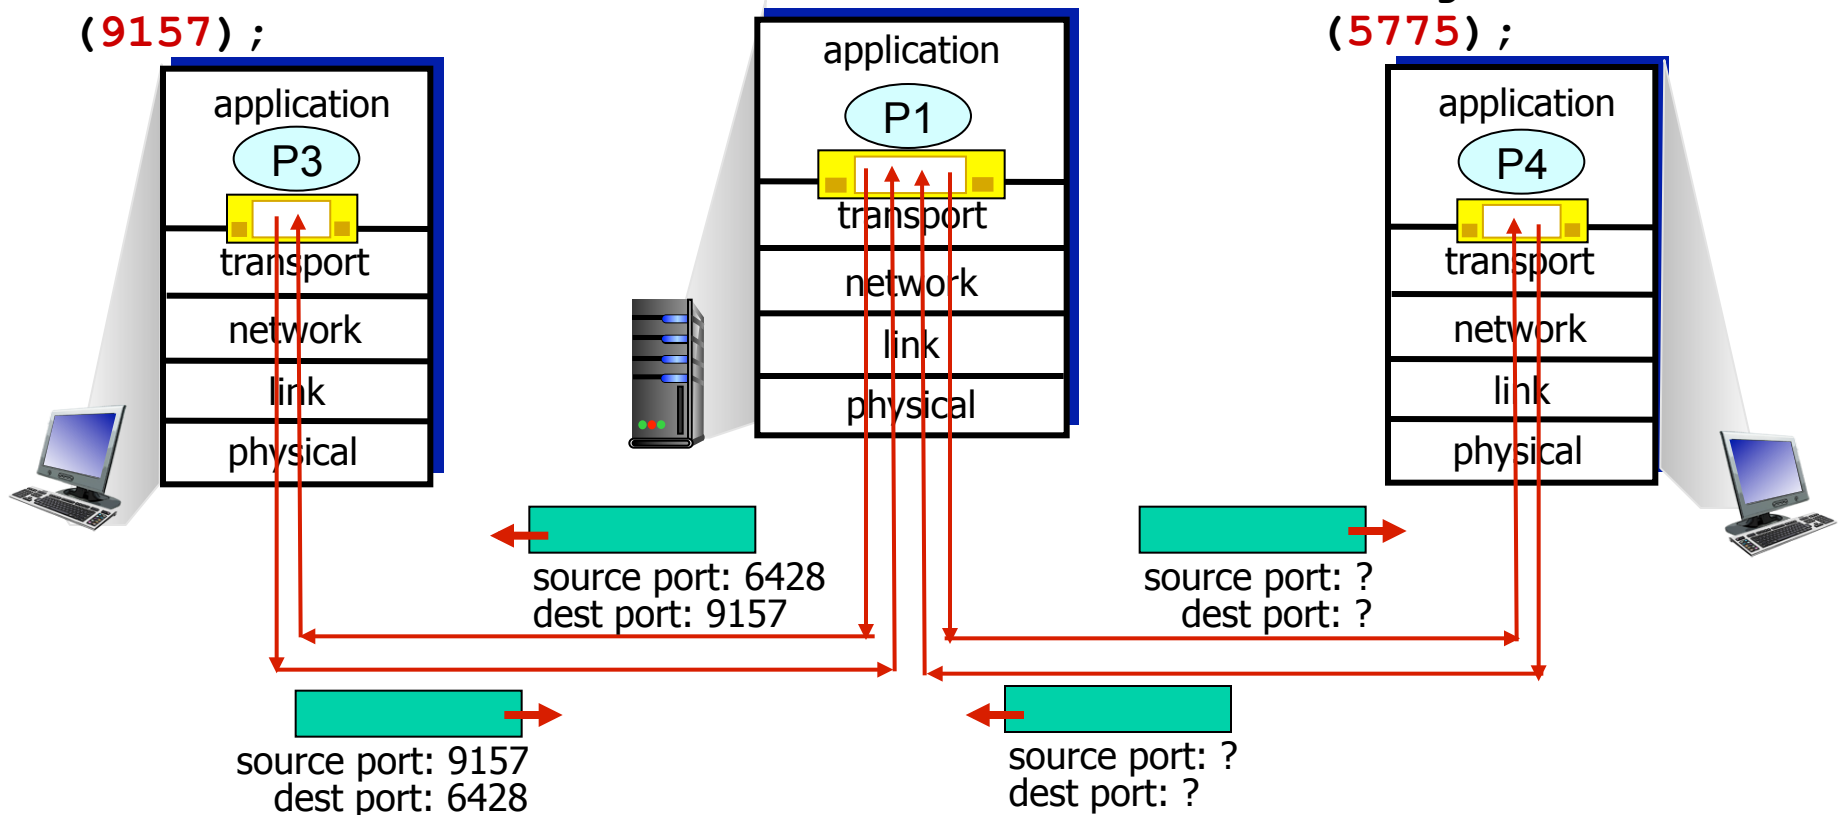 (9157);
application
P3
transport
network
link
physical
application
P1
transport
network
link
physical
(5775);
application
P4
transport
network
link
physical
source port: 6428
dest port: 9157
source port: ?
dest port: ?
source port: 9157
dest port: 6428
source port: ?
dest port: ?